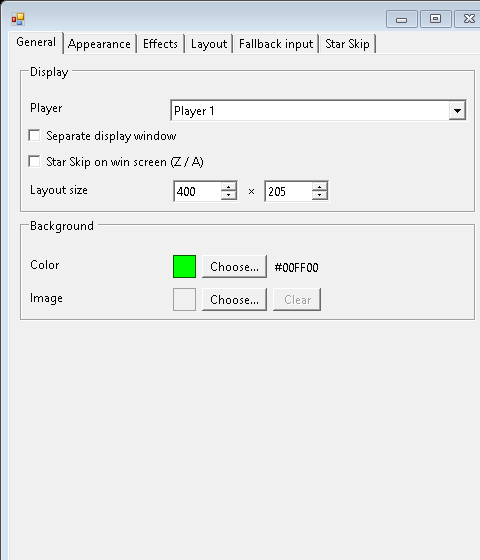 General Appearance Effects Layout Fallback input Star Skip
Display
Player Player 1
Separate display window
Star Skip on win screen (Z / A)
Layout size 400 × 205
Background
Color Choose... #00FF00
Image Choose... Clear